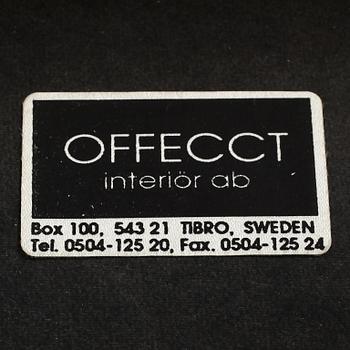 OFFECCT
interiör ab
Box 100, 543 21 TIBRO, SWEDEN
Tel. 0504-125 20, Fax. 0504-125 24